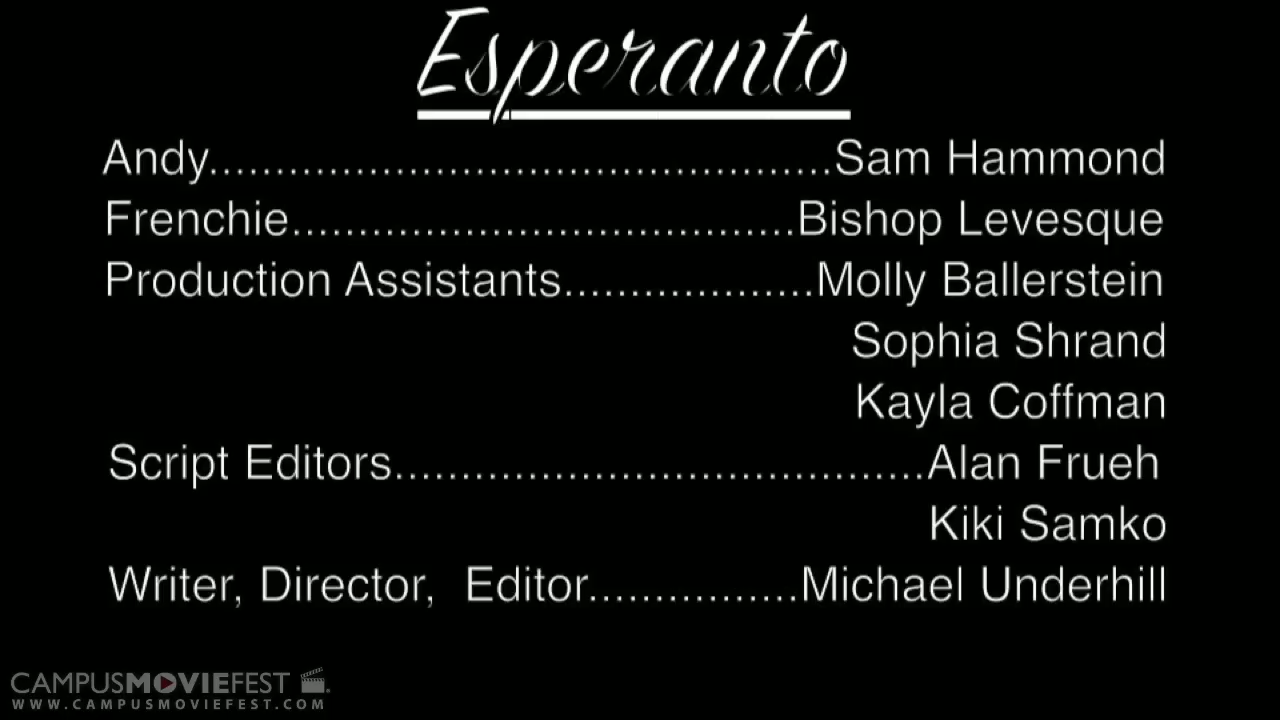 Esperanto
Andy...............................................Sam Hammond
Frenchie......................................Bishop Levesque
Production Assistants...................Molly Ballerstein
Sophia Shrand
Kayla Coffman
Script Editors........................................Alan Frueh
Kiki Samko
Writer, Director,  Editor................Michael Underhill
CAMPUSMOVIEFEST
WWW.CAMPUSMOVIEFEST.COM